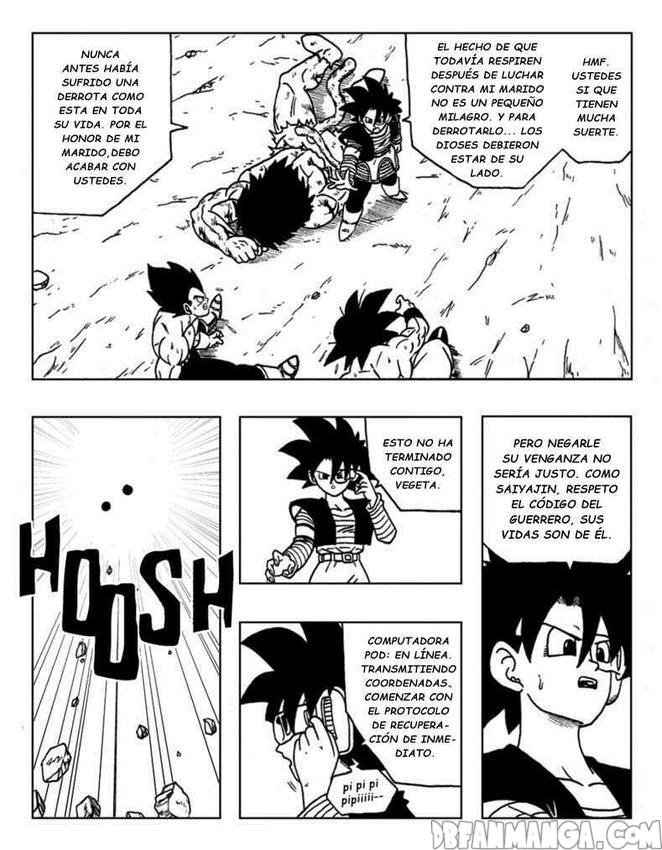 HMF.
USTEDES
SI QUE
TIENEN
MUCHA
SUERTE.
EL HECHO DE QUE
TODAVÍA RESPIREN
DESPUÉS DE LUCHAR
CONTRA MI MARIDO
NO ES UN PEQUEÑO
MILAGRO. Y PARA
DERROTARLO... LOS
DIOSES DEBIERON
ESTAR DE SU
LADO.
NUNCA
ANTES HABÍA
SUFRIDO UNA
DERROTA COMO
ESTA EN TODA
SU VIDA. POR EL
HONOR DE MI
MARIDO,DEBO
ACABAR CON
USTEDES.
PERO NEGARLE
SU VENGANZA NO
SERÍA JUSTO. COMO
SAIYAJIN, RESPETO
EL CÓDIGO DEL
GUERRERO, SUS
VIDAS SON DE ÉL.
ESTO NO HA
TERMINADO
CONTIGO,
VEGETA.
COMPUTADORA
POD: EN LÍNEA.
TRANSMITIENDO
COORDENADAS.
COMENZAR CON
EL PROTOCOLO
DE RECUPERA-
CIÓN DE INME-
DIATO.
pi pi pi
pipiiiii--
HOOSH
DBFANMANGA.COM